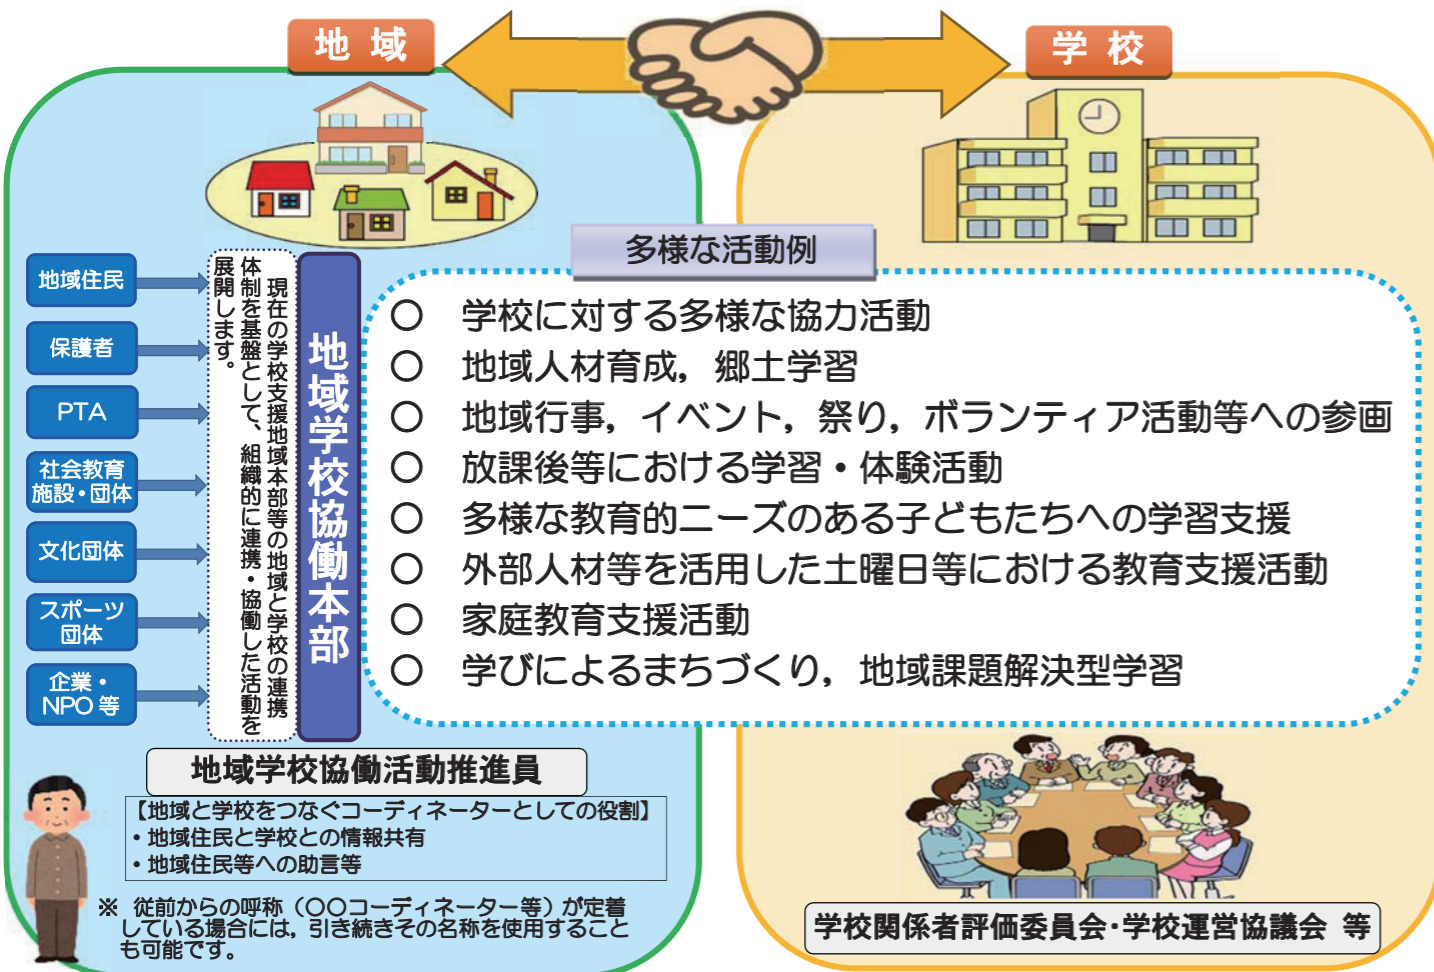 地 域
学 校
多様な活動例
地域住民
保護者
PTA
社会教育
施設・団体
文化団体
スポーツ
団体
企業・
NPO 等
現在の学校支援地域本部等の地域と学校の連携
体制を基盤として、組織的に連携・協働した活動を
展開します。
地域学校協働本部
○ 学校に対する多様な協力活動
○ 地域人材育成，郷土学習
○ 地域行事，イベント，祭り，ボランティア活動等への参画
○ 放課後等における学習・体験活動
○ 多様な教育的ニーズのある子どもたちへの学習支援
○ 外部人材等を活用した土曜日等における教育支援活動
○ 家庭教育支援活動
○ 学びによるまちづくり，地域課題解決型学習
地域学校協働活動推進員
【地域と学校をつなぐコーディネーターとしての役割】
・地域住民と学校との情報共有
・地域住民等への助言等
※ 従前からの呼称（○○コーディネーター等）が定着
している場合には，引き続きその名称を使用すること
も可能です。
学校関係者評価委員会・学校運営協議会 等